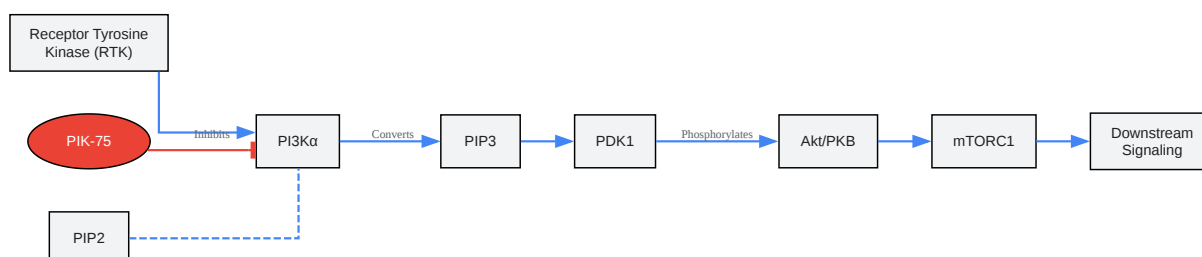 Receptor Tyrosine
Kinase (RTK)
PIK-75
Inhibits
PI3Kα
Converts
PIP3
PDK1
Phosphorylates
Akt/PKB
mTORC1
Downstream
Signaling
PIP2